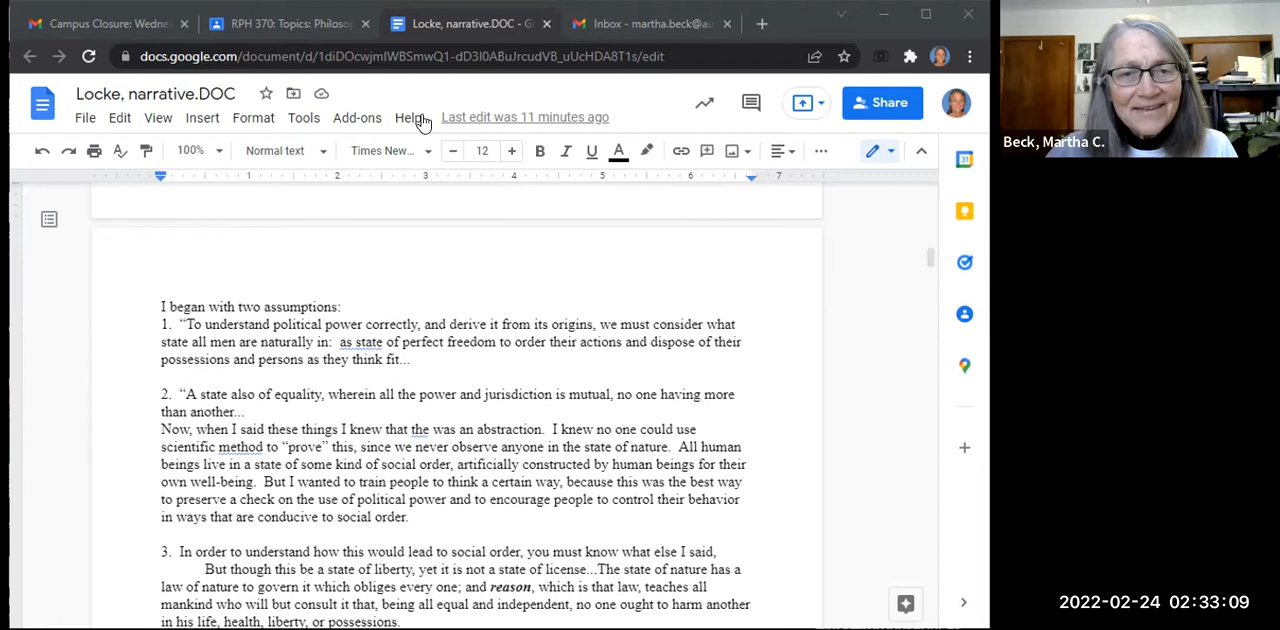 Campus Closure: Wedne
RPH 370: Topics: Philoso
Locke, narrative.DOC - G
Inbox - martha.beck@au
docs.google.com/document/d/1diDOcwjmIWBSmwQ1-dD3I0ABuJrcudVB_uUcHDA8T1s/edit
Locke, narrative.DOC
Share
File Edit View Insert Format Tools Add-ons Help Last edit was 11 minutes ago
100% Normal text Times New... 12 B I U A
1 2 3 4 5 6 7
Beck, Martha C.
31
I began with two assumptions:
1. “To understand political power correctly, and derive it from its origins, we must consider what
state all men are naturally in: as state of perfect freedom to order their actions and dispose of their
possessions and persons as they think fit...
2. “A state also of equality, wherein all the power and jurisdiction is mutual, no one having more
than another...
Now, when I said these things I knew that the was an abstraction. I knew no one could use
scientific method to “prove” this, since we never observe anyone in the state of nature. All human
beings live in a state of some kind of social order, artificially constructed by human beings for their
own well-being. But I wanted to train people to think a certain way, because this was the best way
to preserve a check on the use of political power and to encourage people to control their behavior
in ways that are conducive to social order.
3. In order to understand how this would lead to social order, you must know what else I said,
But though this be a state of liberty, yet it is not a state of license...The state of nature has a
law of nature to govern it which obliges every one; and reason, which is that law, teaches all
mankind who will but consult it that, being all equal and independent, no one ought to harm another
in his life, health, liberty, or possessions.
2022-02-24 02:33:09